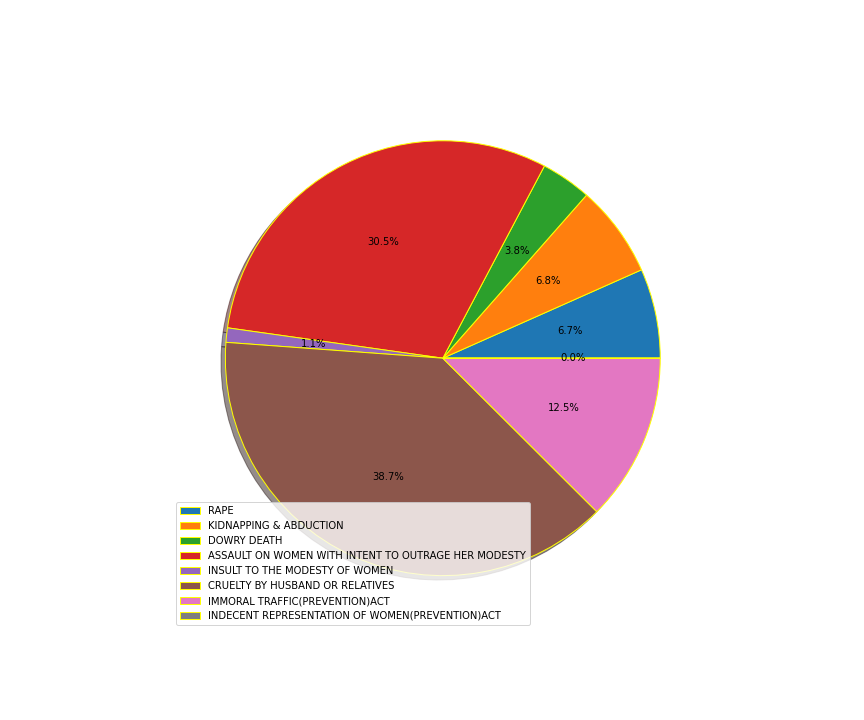 30.5%
3.8%
6.8%
6.7%
1.1%
0.0%
12.5%
38.7%
RAPE
KIDNAPPING & ABDUCTION
DOWRY DEATH
ASSAULT ON WOMEN WITH INTENT TO OUTRAGE HER MODESTY
INSULT TO THE MODESTY OF WOMEN
CRUELTY BY HUSBAND OR RELATIVES
IMMORAL TRAFFIC(PREVENTION)ACT
INDECENT REPRESENTATION OF WOMEN(PREVENTION)ACT